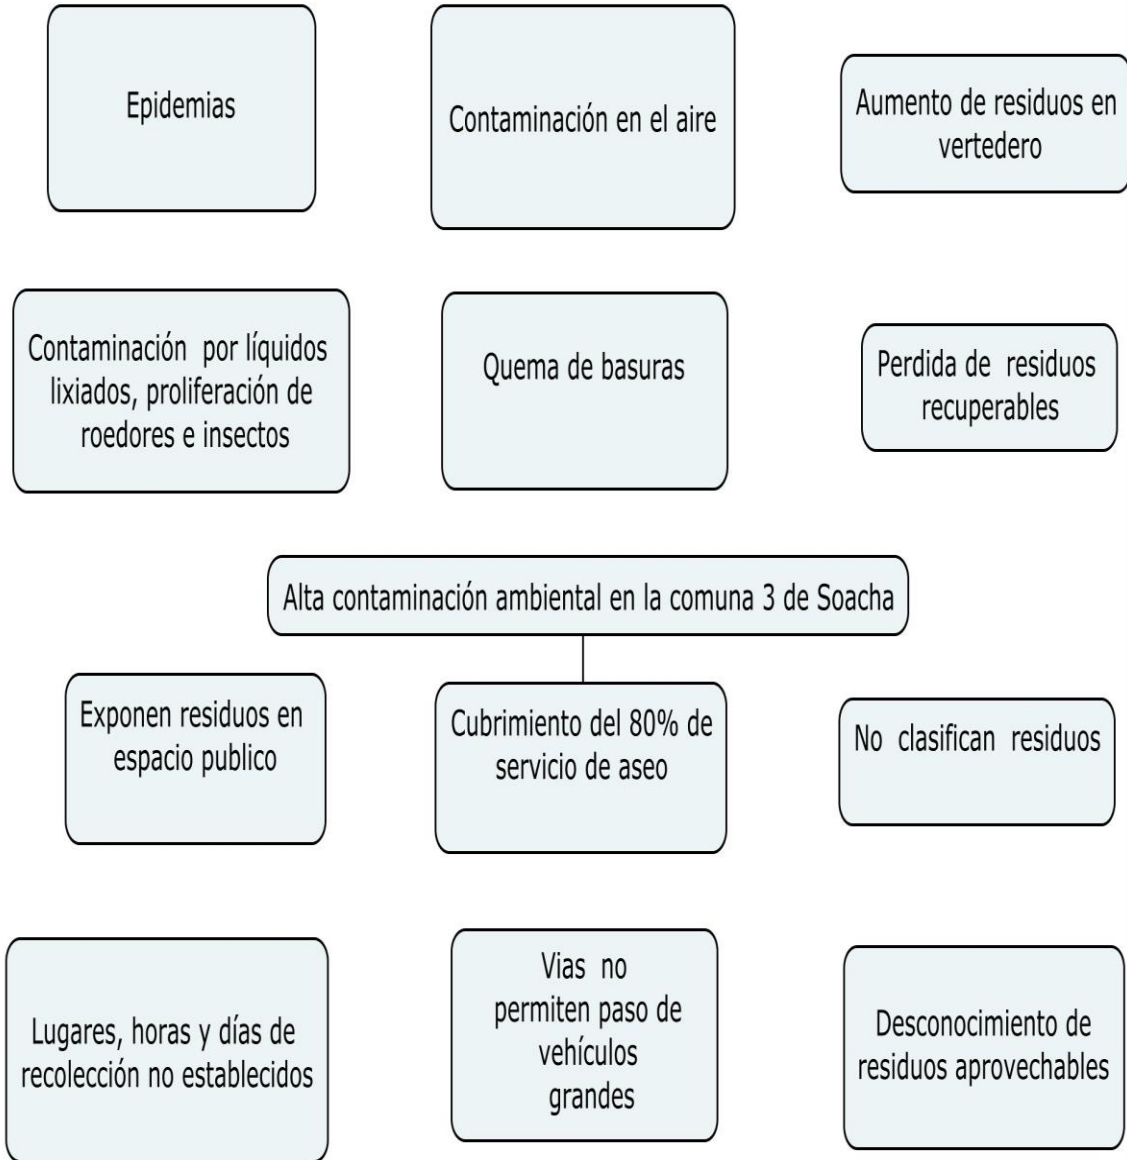 Epidemias
Contaminación en el aire
Aumento de residuos en
vertedero
Contaminación por líquidos
lixiados, proliferación de
roedores e insectos
Quema de basuras
Perdida de residuos
recuperables
Alta contaminación ambiental en la comuna 3 de Soacha
Exponen residuos en
espacio publico
Cubrimiento del 80% de
servicio de aseo
No clasifican residuos
Lugares, horas y días de
recolección no establecidos
Vias no
permiten paso de
vehículos
grandes
Desconocimiento de
residuos aprovechables